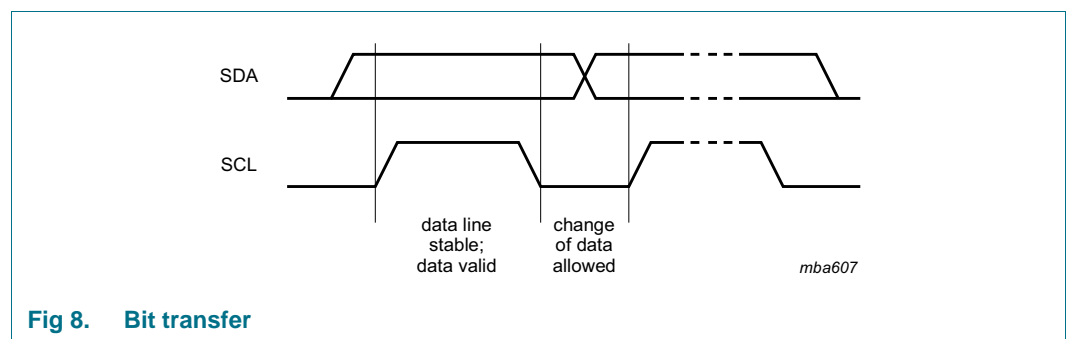 SDA
SCL
data line
stable;
data valid
change
of data
allowed
mba607
Fig 8. Bit transfer